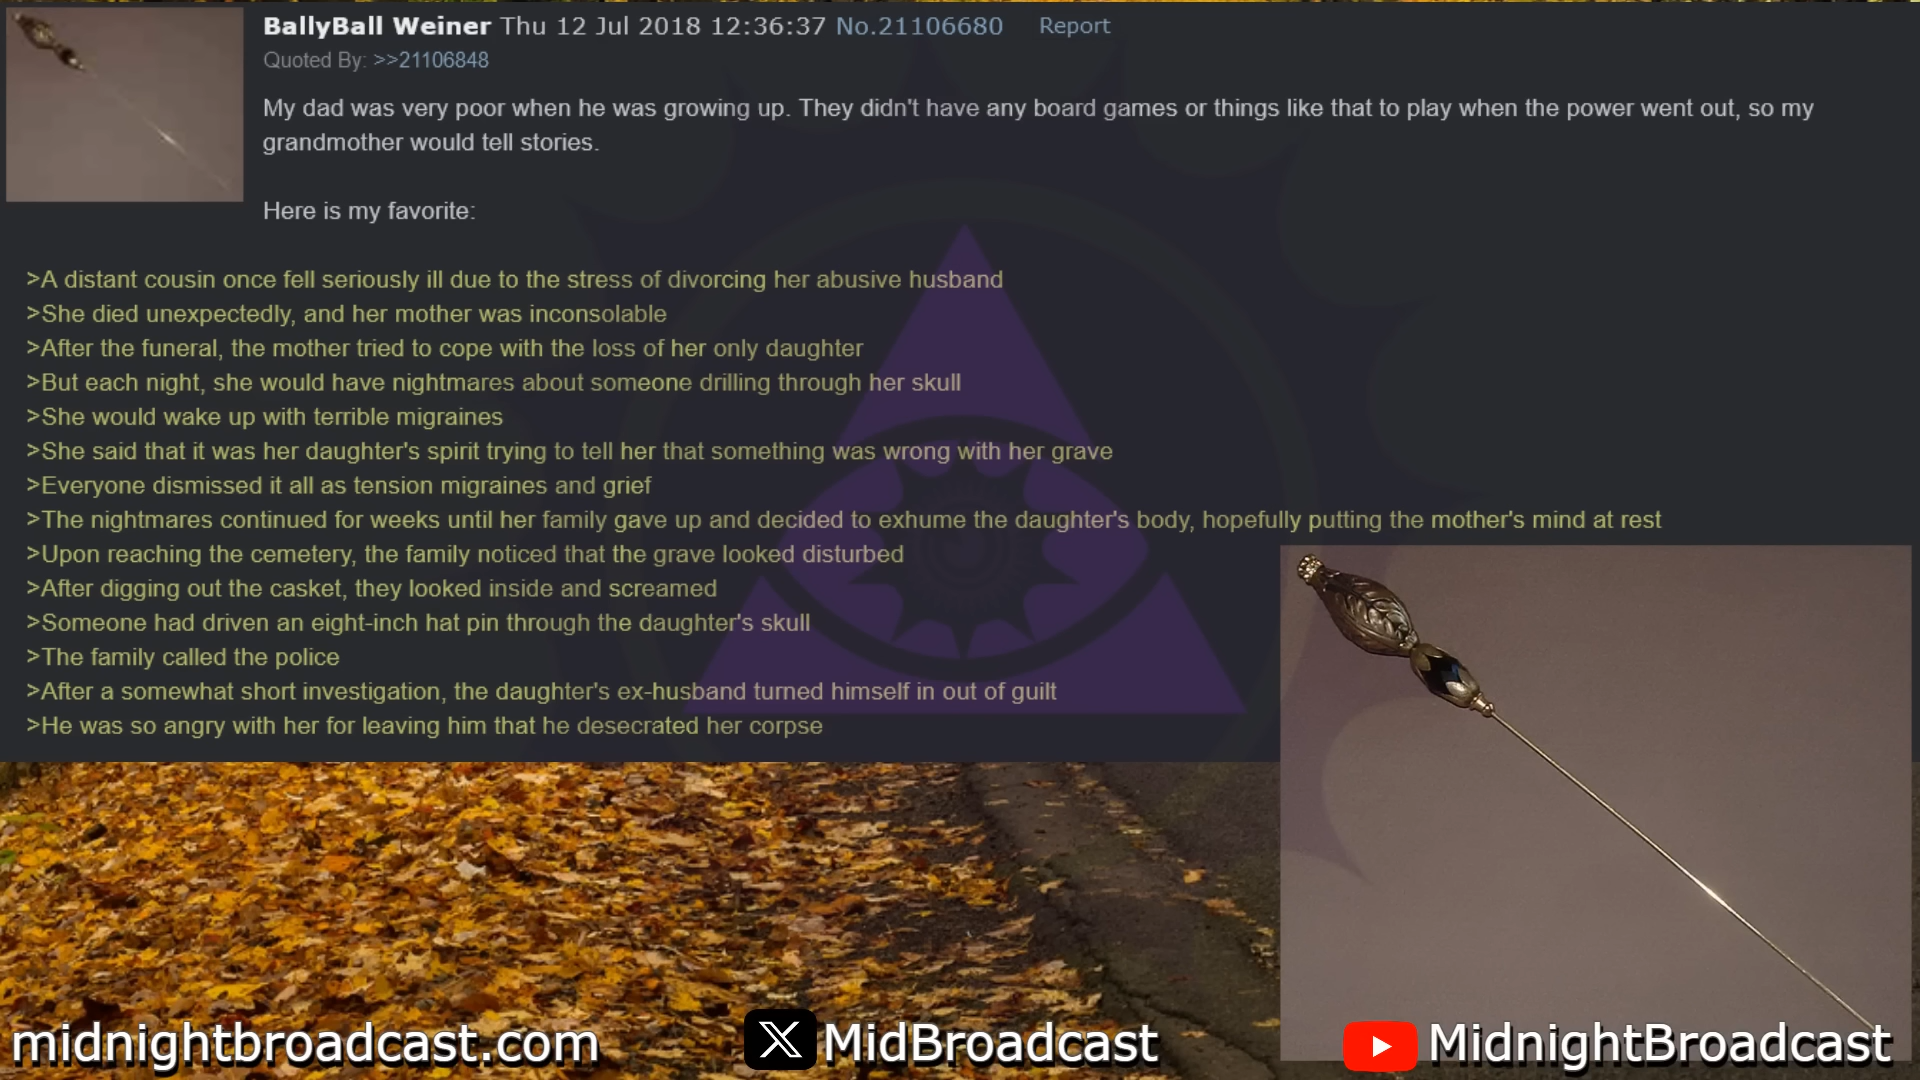 BallyBall Weiner Thu 12 Jul 2018 12:36:37 No.21106680 Report
Quoted By: >>21106848
My dad was very poor when he was growing up. They didn't have any board games or things like that to play when the power went out, so my
grandmother would tell stories.
Here is my favorite:
>A distant cousin once fell seriously ill due to the stress of divorcing her abusive husband
>She died unexpectedly, and her mother was inconsolable
>After the funeral, the mother tried to cope with the loss of her only daughter
>But each night, she would have nightmares about someone drilling through her skull
>She would wake up with terrible migraines
>She said that it was her daughter's spirit trying to tell her that something was wrong with her grave
>Everyone dismissed it all as tension migraines and grief
>The nightmares continued for weeks until her family gave up and decided to exhume the daughter's body, hopefully putting the mother's mind at rest
>Upon reaching the cemetery, the family noticed that the grave looked disturbed
>After digging out the casket, they looked inside and screamed
>Someone had driven an eight-inch hat pin through the daughter's skull
>The family called the police
>After a somewhat short investigation, the daughter's ex-husband turned himself in out of guilt
>He was so angry with her for leaving him that he desecrated her corpse
midnightbroadcast.com
MidBroadcast
MidnightBroadcast